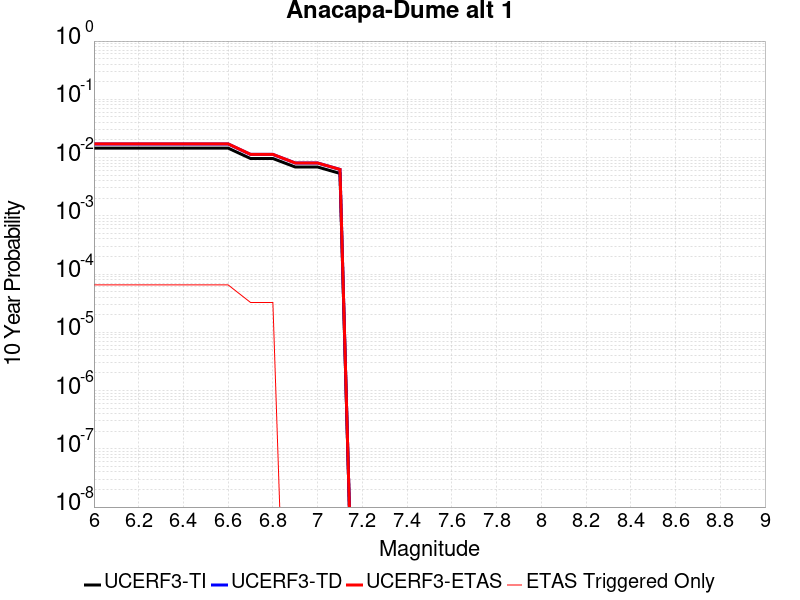 Anacapa-Dume alt 1
10 0
10 -1
10 -2
10 -3
10 -4
10 -5
10 -6
10 -7
10 -8
10 Year Probability
6 6.2 6.4 6.6 6.8 7 7.2 7.4 7.6 7.8 8 8.2 8.4 8.6 8.8 9
Magnitude
UCERF3-TI UCERF3-TD UCERF3-ETAS ETAS Triggered Only